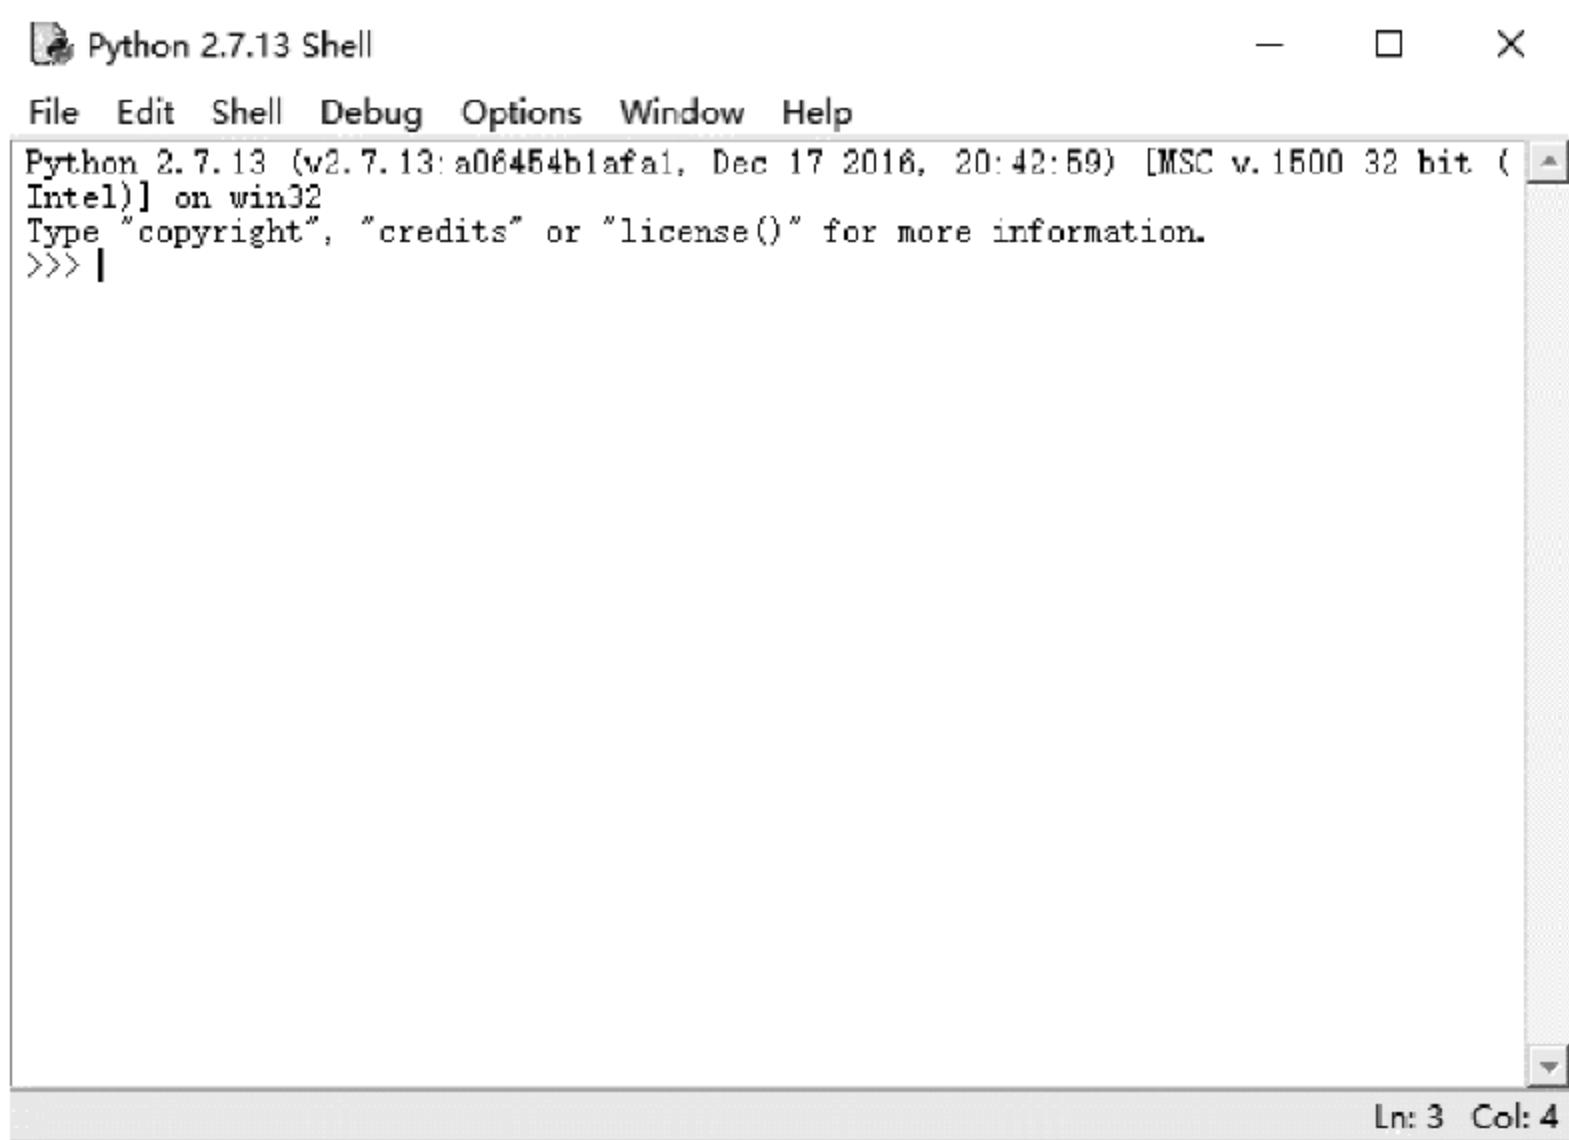 Python 2.7.13 Shell
File Edit Shell Debug Options Window Help
Python 2.7.13 (v2.7.13:a06454b1afa1, Dec 17 2016, 20:42:59) [MSC v.1500 32 bit (
Intel)] on win32
Type "copyright", "credits" or "license()" for more information.
>>>
Ln: 3 Col: 4